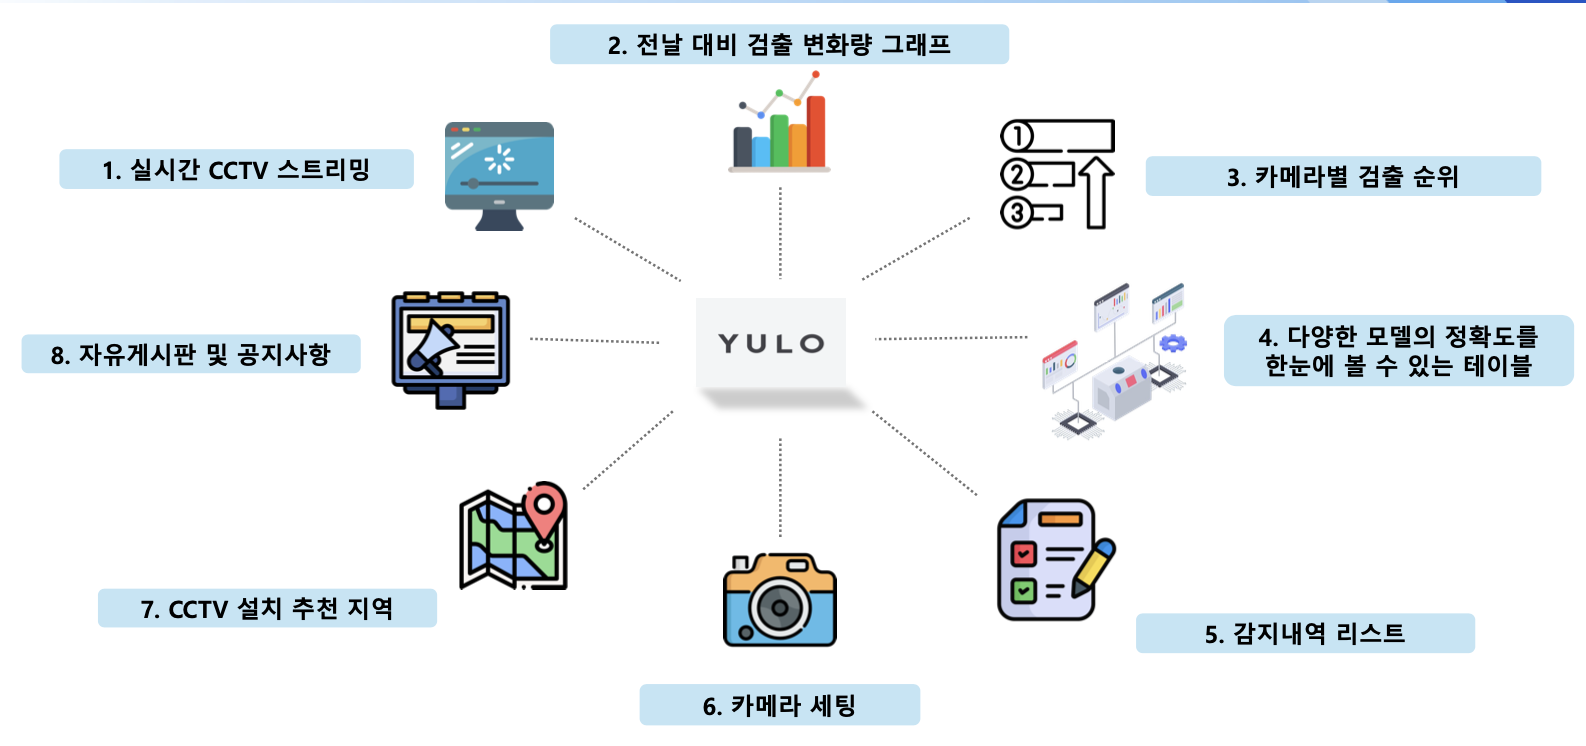 2. 전날 대비 검출 변화량 그래프
1. 실시간 CCTV 스트리밍
1
2
3
3. 카메라별 검출 순위
8. 자유게시판 및 공지사항
YULO
4. 다양한 모델의 정확도를
한눈에 볼 수 있는 테이블
7. CCTV 설치 추천 지역
5. 감지내역 리스트
6. 카메라 세팅